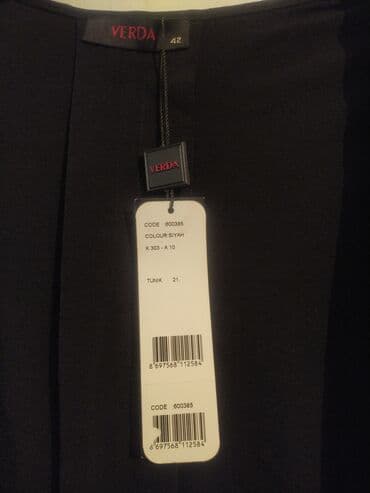 VERDA
42
VERDA
CODE :600385
COLOUR:SIYAH
K 303 - A 10
TUNIK 21.
8 697568 112584
CODE :600385
8 697568 112584